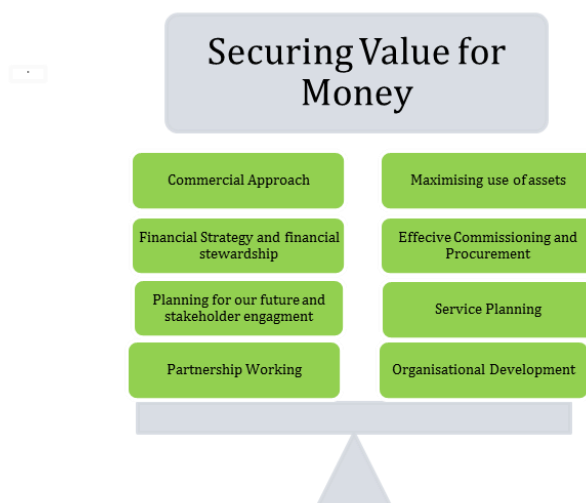 Securing Value for
Money
Commercial Approach
Maximising use of assets
Financial Strategy and financial
stewardship
Effecive Commissioning and
Procurement
Planning for our future and
stakeholder engagment
Service Planning
Partnership Working
Organisational Development